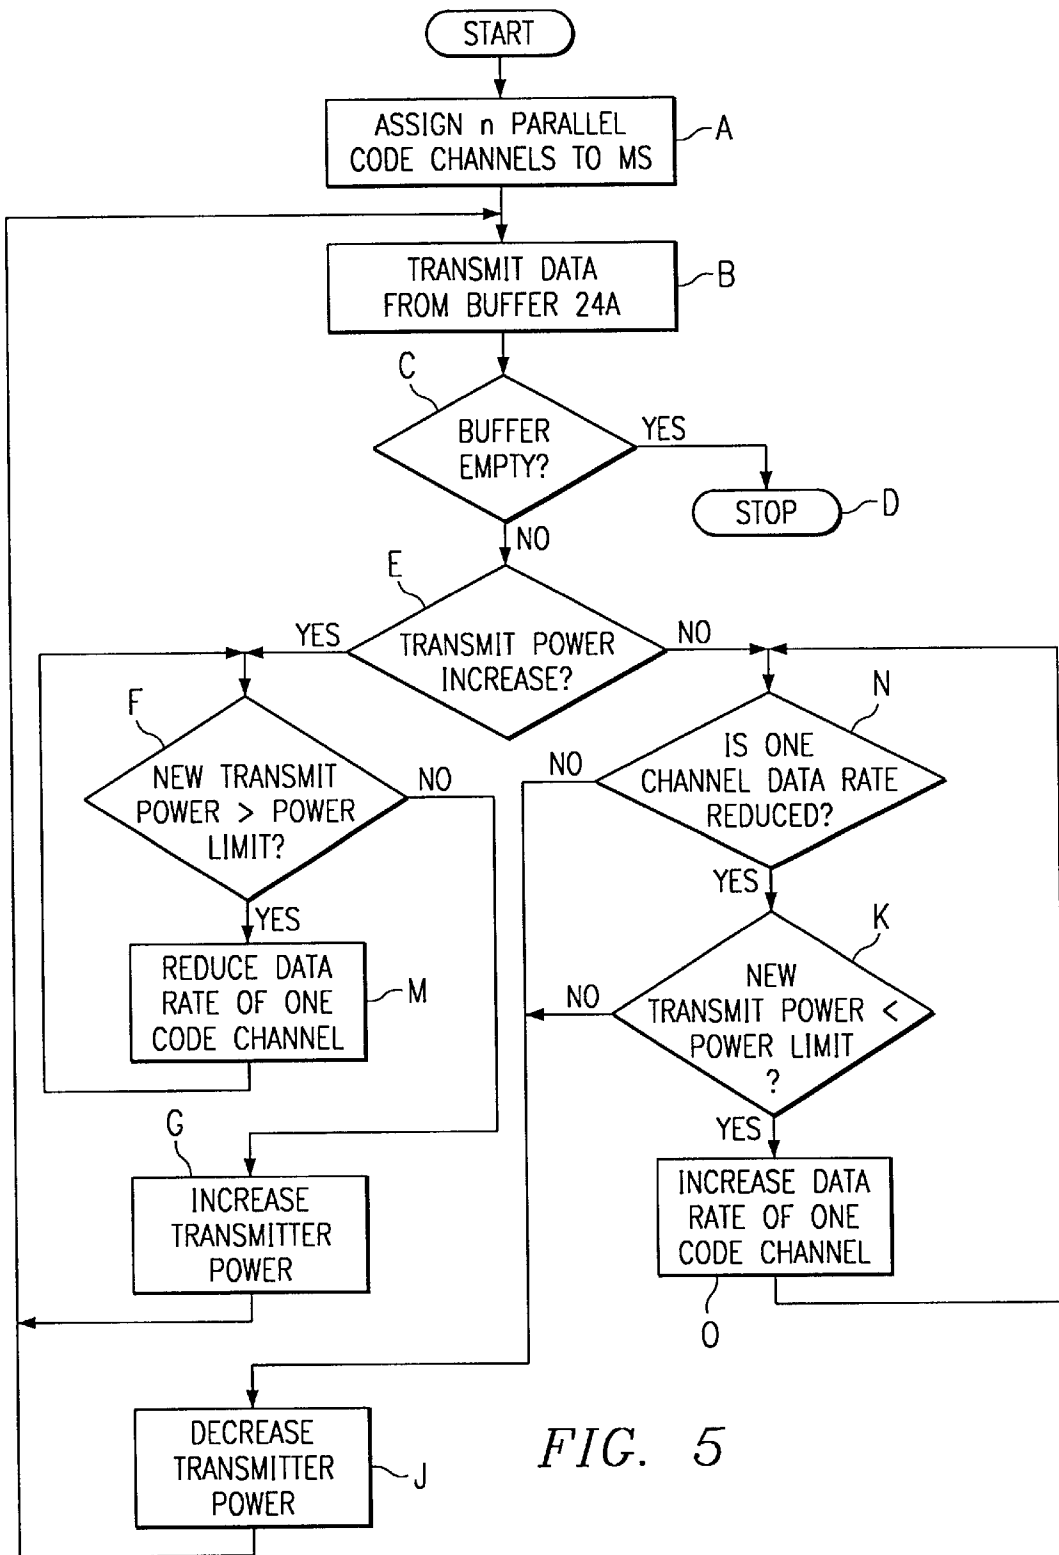 START
ASSIGN n PARALLEL
CODE CHANNELS TO MS
A
TRANSMIT DATA
FROM BUFFER 24A
B
C
BUFFER
EMPTY?
YES
STOP
D
NO
E
TRANSMIT POWER
INCREASE?
YES
NO
F
NEW TRANSMIT
POWER > POWER
LIMIT?
NO
YES
REDUCE DATA
RATE OF ONE
CODE CHANNEL
M
G
INCREASE
TRANSMITTER
POWER
N
IS ONE
CHANNEL DATA RATE
REDUCED?
NO
YES
K
NEW
TRANSMIT POWER <
POWER LIMIT
?
NO
YES
INCREASE DATA
RATE OF ONE
CODE CHANNEL
O
DECREASE
TRANSMITTER
POWER
J
FIG. 5